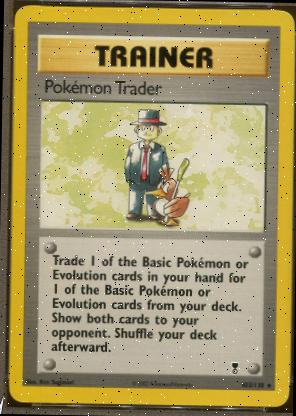 TRAINER
Pokémon Trader
Trade 1 of the Basic Pokémon or
Evolution cards in your hand for
1 of the Basic Pokémon or
Evolution cards from your deck.
Show both cards to your
opponent. Shuffle your deck
afterward.